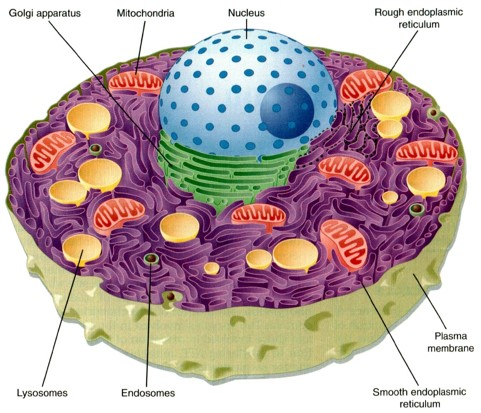 Golgi apparatus
Mitochondria
Nucleus
Rough endoplasmic
reticulum
Plasma
membrane
Lysosomes
Endosomes
Smooth endoplasmic
reticulum